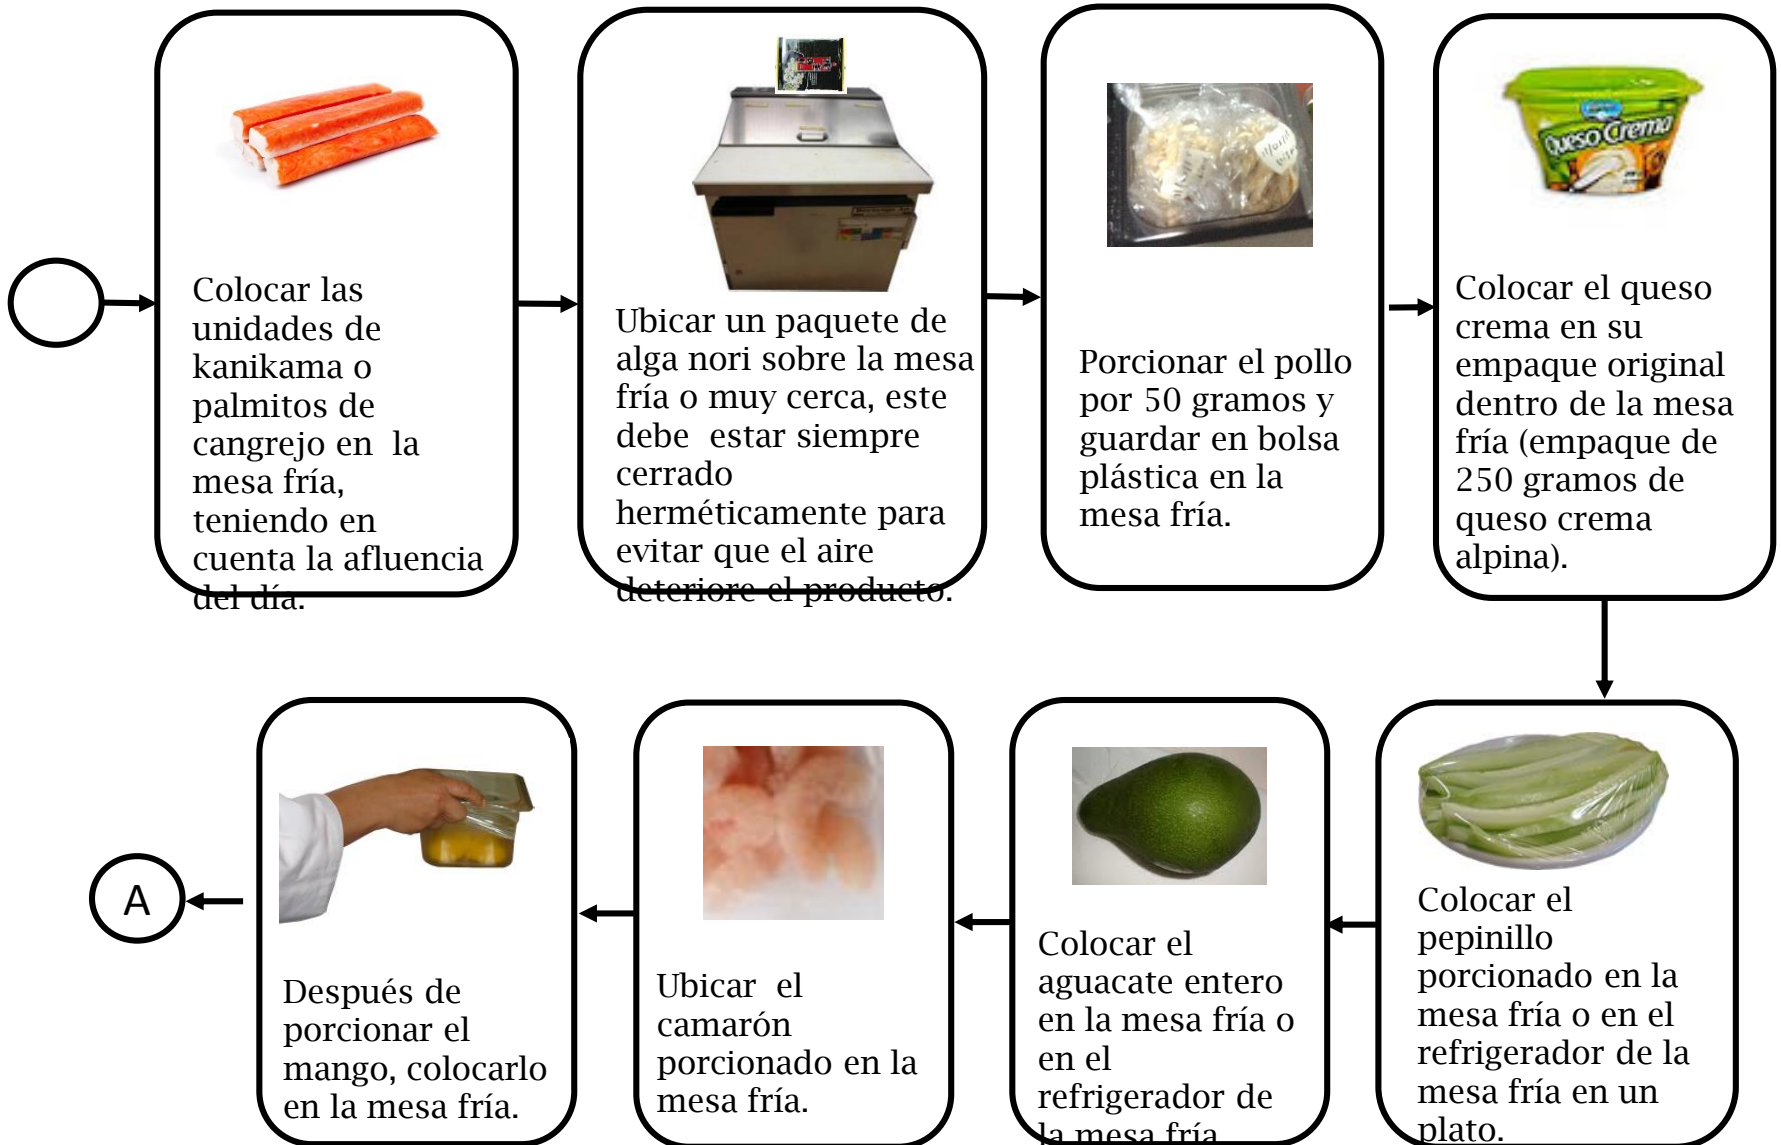 Colocar las
unidades de
kanikama o
palmitos de
cangrejo en la
mesa fría,
teniendo en
cuenta la afluencia
del día.
Ubicar un paquete de
alga nori sobre la mesa
fría o muy cerca, este
debe estar siempre
cerrado
herméticamente para
evitar que el aire
deteriore el producto.
Porcionar el pollo
por 50 gramos y
guardar en bolsa
plástica en la
mesa fría.
Queso Crema
Colocar el queso
crema en su
empaque original
dentro de la mesa
fría (empaque de
250 gramos de
queso crema
alpina).
Colocar el
pepinillo
porcionado en la
mesa fría o en el
refrigerador de la
mesa fría en un
plato.
Colocar el
aguacate entero
en la mesa fría o
en el
refrigerador de
la mesa fría
Ubicar el
camarón
porcionado en la
mesa fría.
Después de
porcionar el
mango, colocarlo
en la mesa fría.
A